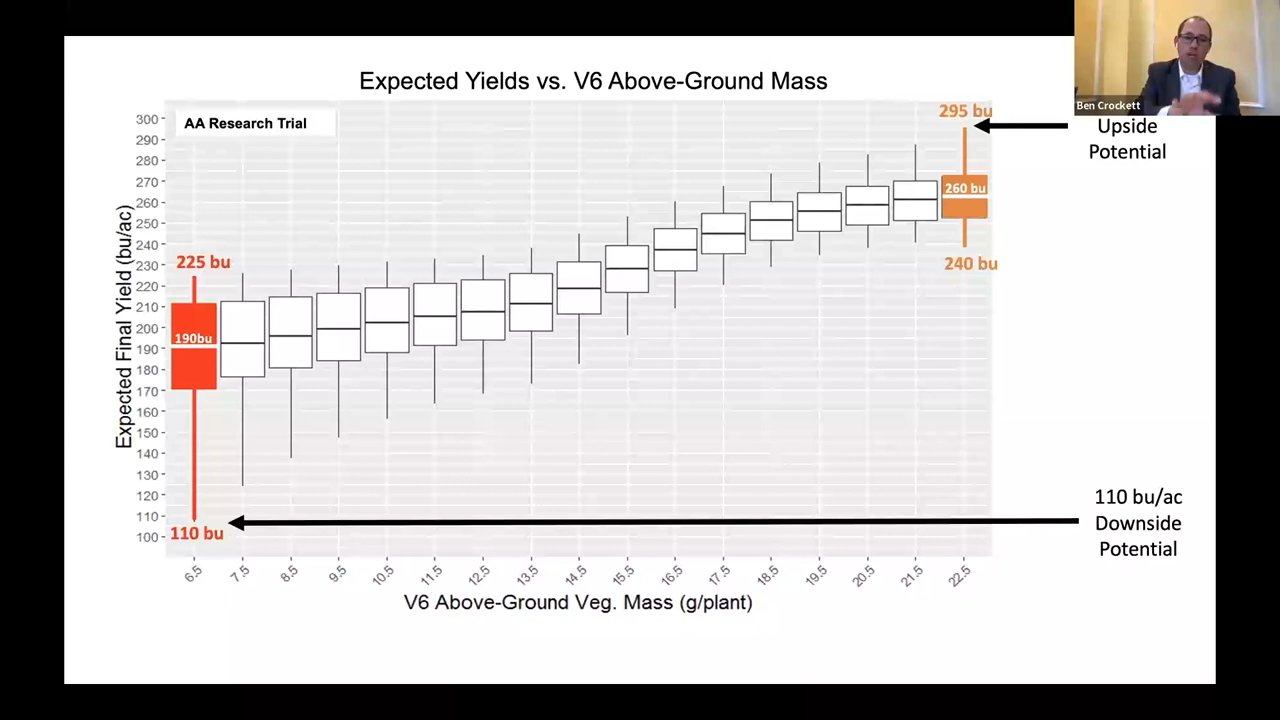 Expected Yields vs. V6 Above-Ground Mass
Ben Crockett
AA Research Trial
295 bu
Upside
Potential
300
290
280
270
260
250
240
230
220
210
200
190
180
170
160
150
140
130
120
110
100
Expected Final Yield (bu/ac)
225 bu
190bu
110 bu
260 bu
240 bu
110 bu/ac
Downside
Potential
6.5
7.5
8.5
9.5
10.5
11.5
12.5
13.5
14.5
15.5
16.5
17.5
18.5
19.5
20.5
21.5
22.5
V6 Above-Ground Veg. Mass (g/plant)